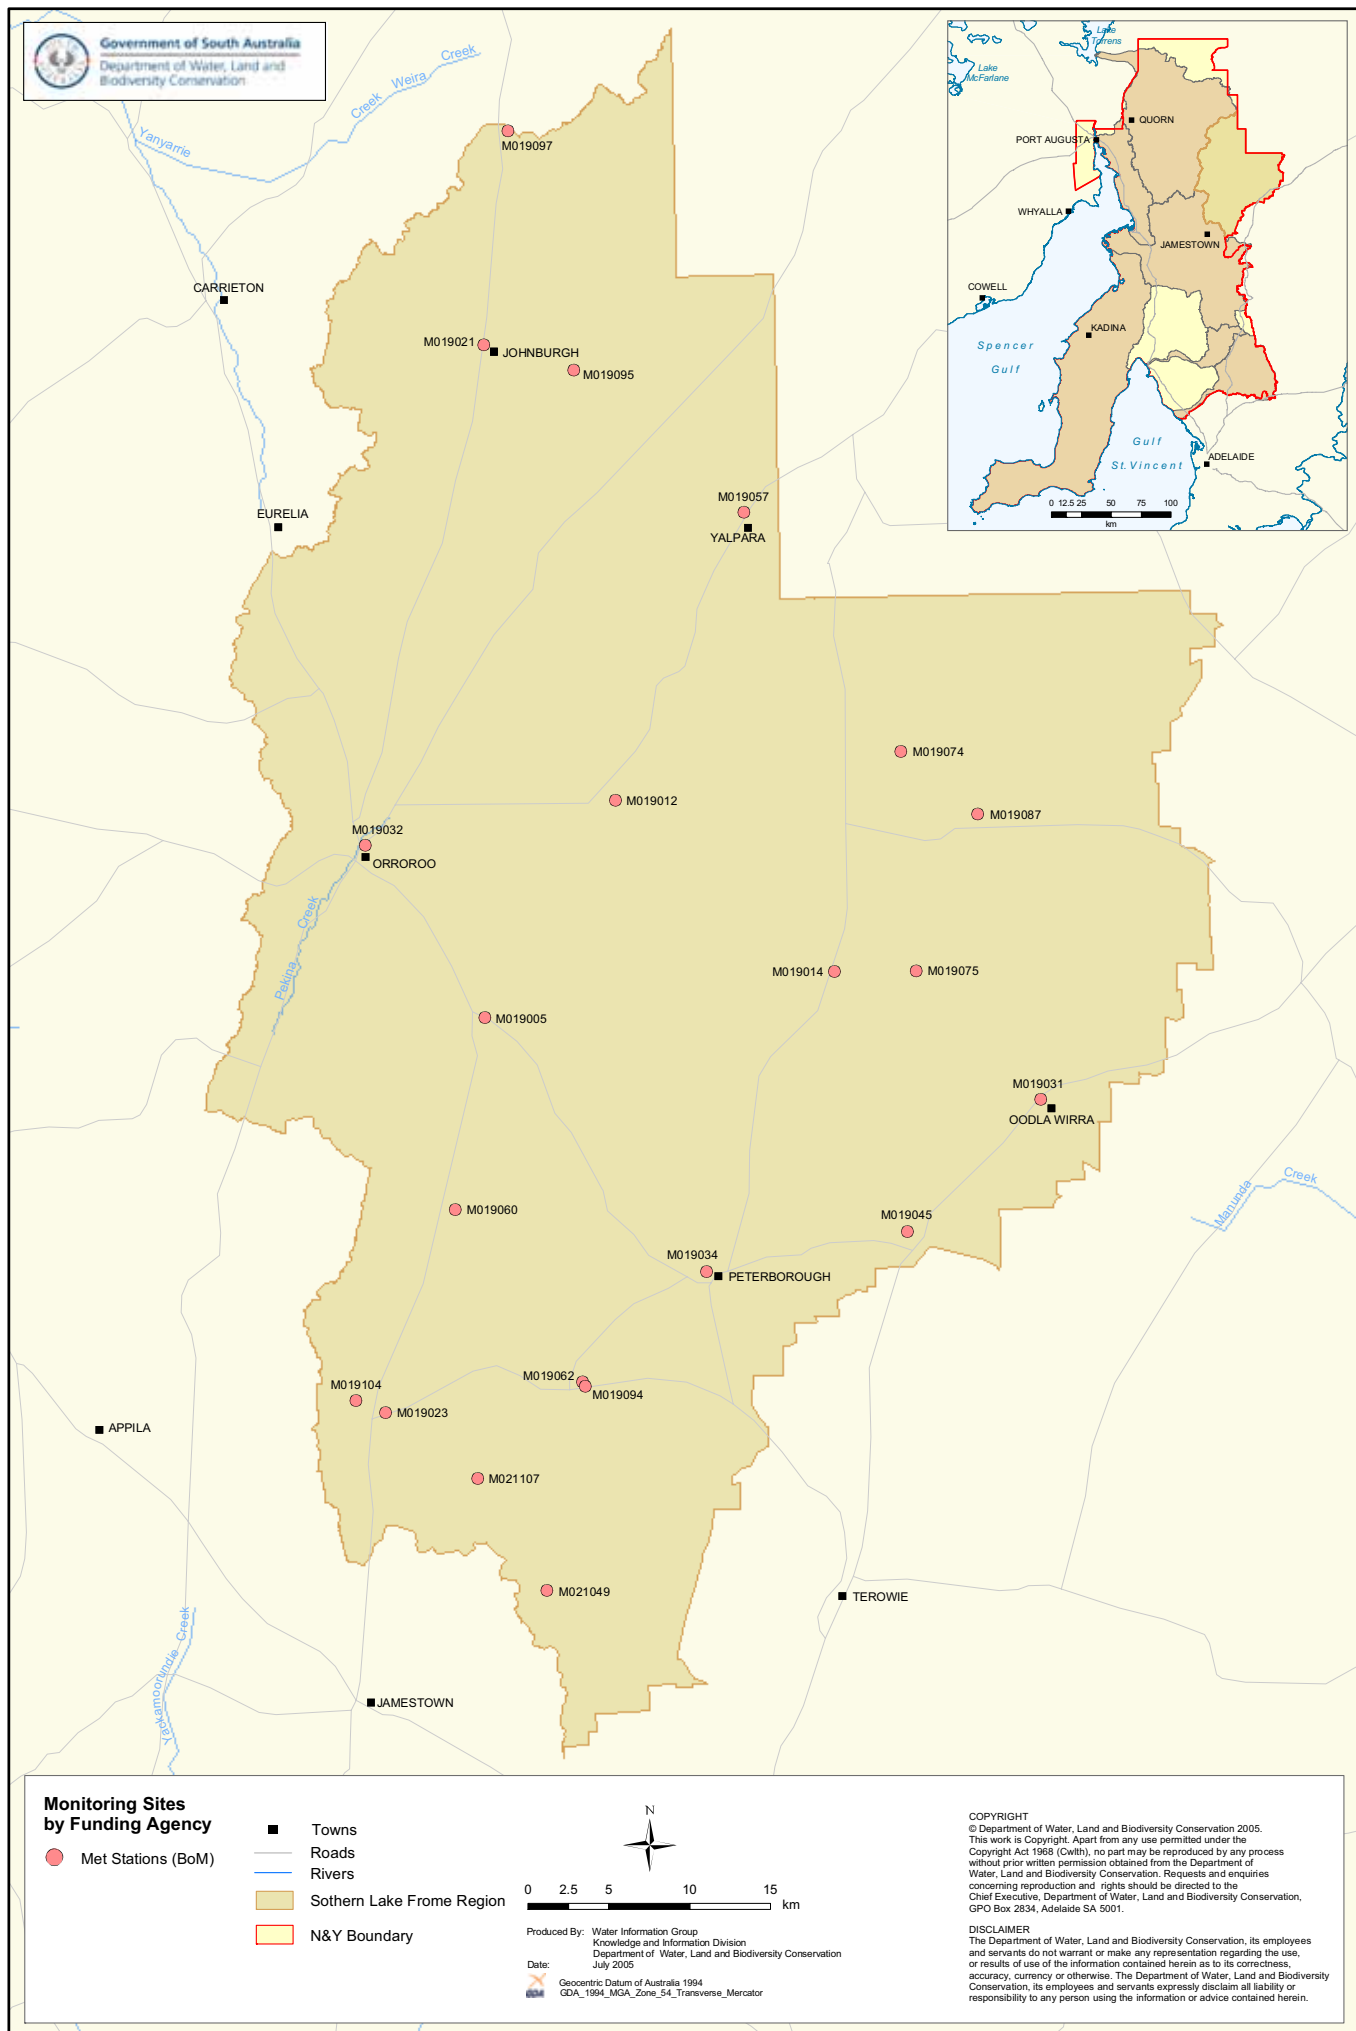 Government of South Australia
Department of Water, Land and
Biodiversity Conservation
Yanyarrie
Creek
Weira
Creek
M019097
CARRIETON
M019021
JOHNBURGH
M019095
EURELIA
M019057
YALPARA
M019074
M019012
M019087
M019032
ORROROO
Pekina
Creek
M019014
M019075
M019005
M019031
OODLA WIRRA
Manunda
Creek
M019060
M019045
M019034
PETERBOROUGH
M019062
M019094
M019104
M019023
APPILA
M021107
M021049
TEROWIE
Yackamoorundie
Creek
JAMESTOWN
Lake
Torrens
Lake
McFarlane
QUORN
PORT AUGUSTA
WHYALLA
JAMESTOWN
COWELL
KADINA
Spencer
Gulf
Gulf
St. Vincent
ADELAIDE
0 12.5 25 50 75 100
km
Monitoring Sites
by Funding Agency
Met Stations (BoM)
Towns
Roads
Rivers
Sothern Lake Frome Region
N&Y Boundary
N
0 2.5 5 10 15
km
Produced By: Water Information Group
Knowledge and Information Division
Department of Water, Land and Biodiversity Conservation
Date: July 2005
GDA
Geocentric Datum of Australia 1994
GDA_1994_MGA_Zone_54_Transverse_Mercator
COPYRIGHT
© Department of Water, Land and Biodiversity Conservation 2005.
This work is Copyright. Apart from any use permitted under the
Copyright Act 1968 (Cwlth), no part may be reproduced by any process
without prior written permission obtained from the Department of
Water, Land and Biodiversity Conservation. Requests and enquiries
concerning reproduction and rights should be directed to the
Chief Executive, Department of Water, Land and Biodiversity Conservation,
GPO Box 2834, Adelaide SA 5001.
DISCLAIMER
The Department of Water, Land and Biodiversity Conservation, its employees
and servants do not warrant or make any representation regarding the use,
or results of use of the information contained herein as to its correctness,
accuracy, currency or otherwise. The Department of Water, Land and Biodiversity
Conservation, its employees and servants expressly disclaim all liability or
responsibility to any person using the information or advice contained herein.